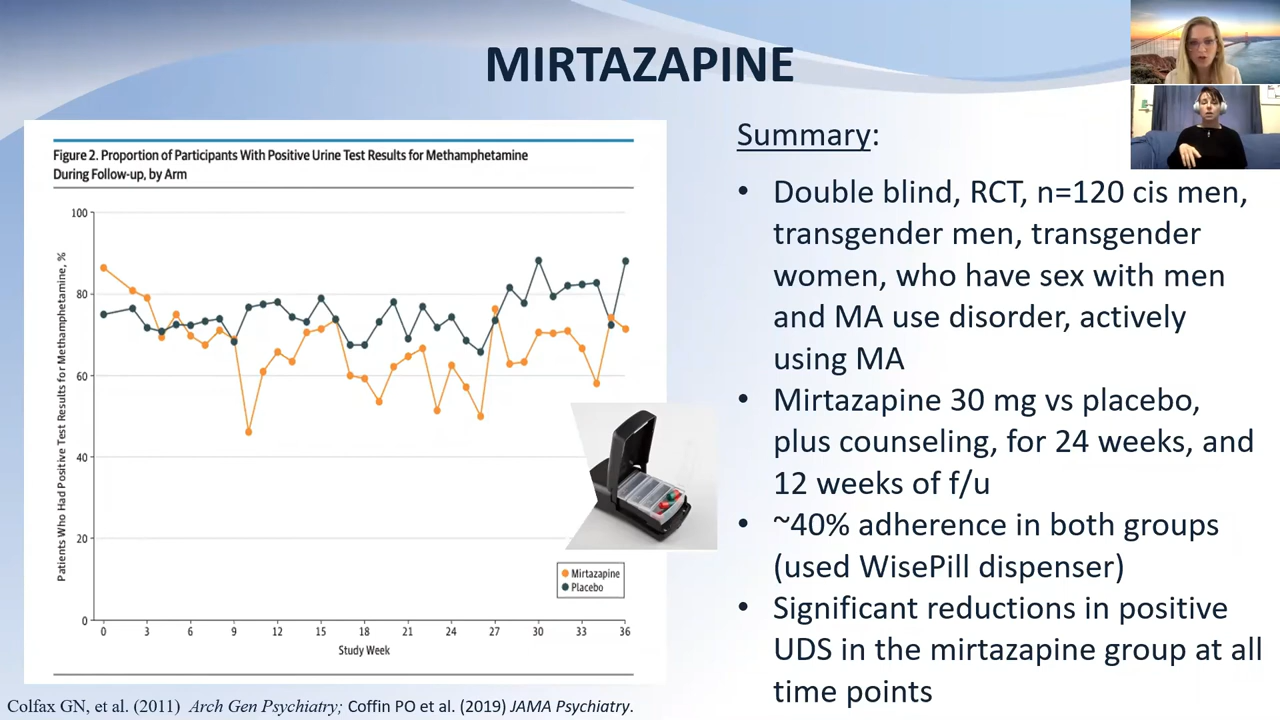 MIRTAZAPINE
Figure 2. Proportion of Participants With Positive Urine Test Results for Methamphetamine
During Follow-up, by Arm
Patients Who Had Positive Test Results for Methamphetamine, %
100
80
60
40
20
0
0 3 6 9 12 15 18 21 24 27 30 33 36
Study Week
Mirtazapine
Placebo
Summary:
• Double blind, RCT, n=120 cis men,
transgender men, transgender
women, who have sex with men
and MA use disorder, actively
using MA
• Mirtazapine 30 mg vs placebo,
plus counseling, for 24 weeks, and
12 weeks of f/u
• ~40% adherence in both groups
(used WisePill dispenser)
• Significant reductions in positive
UDS in the mirtazapine group at all
time points
Colfax GN, et al. (2011) Arch Gen Psychiatry; Coffin PO et al. (2019) JAMA Psychiatry.